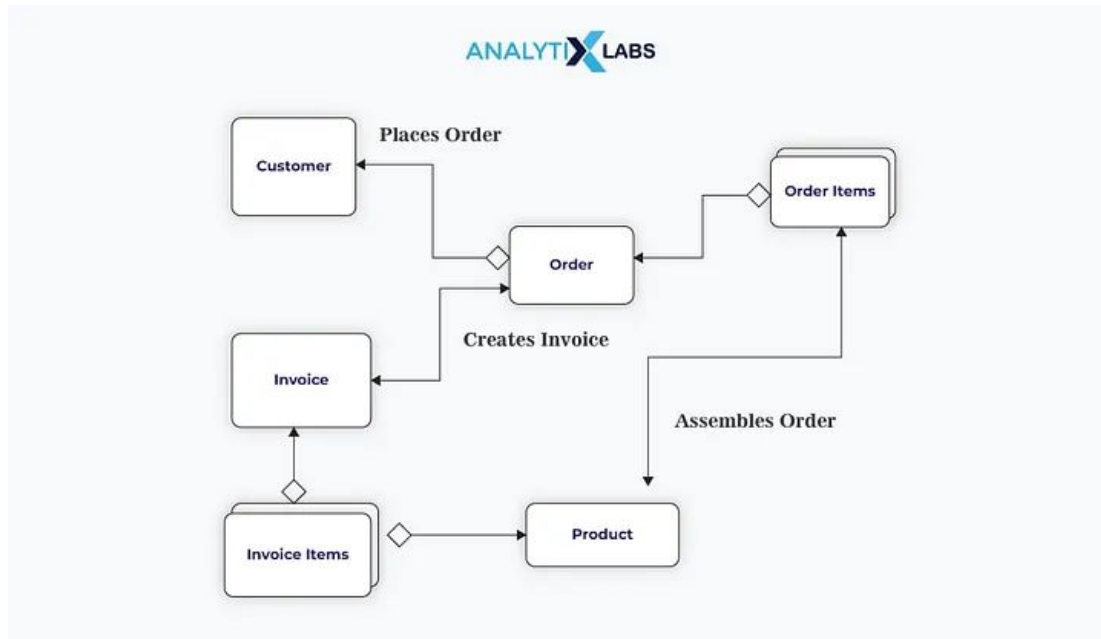 ANALYTIX LABS
Places Order
Customer
Order Items
Order
Creates Invoice
Invoice
Assembles Order
Product
Invoice Items